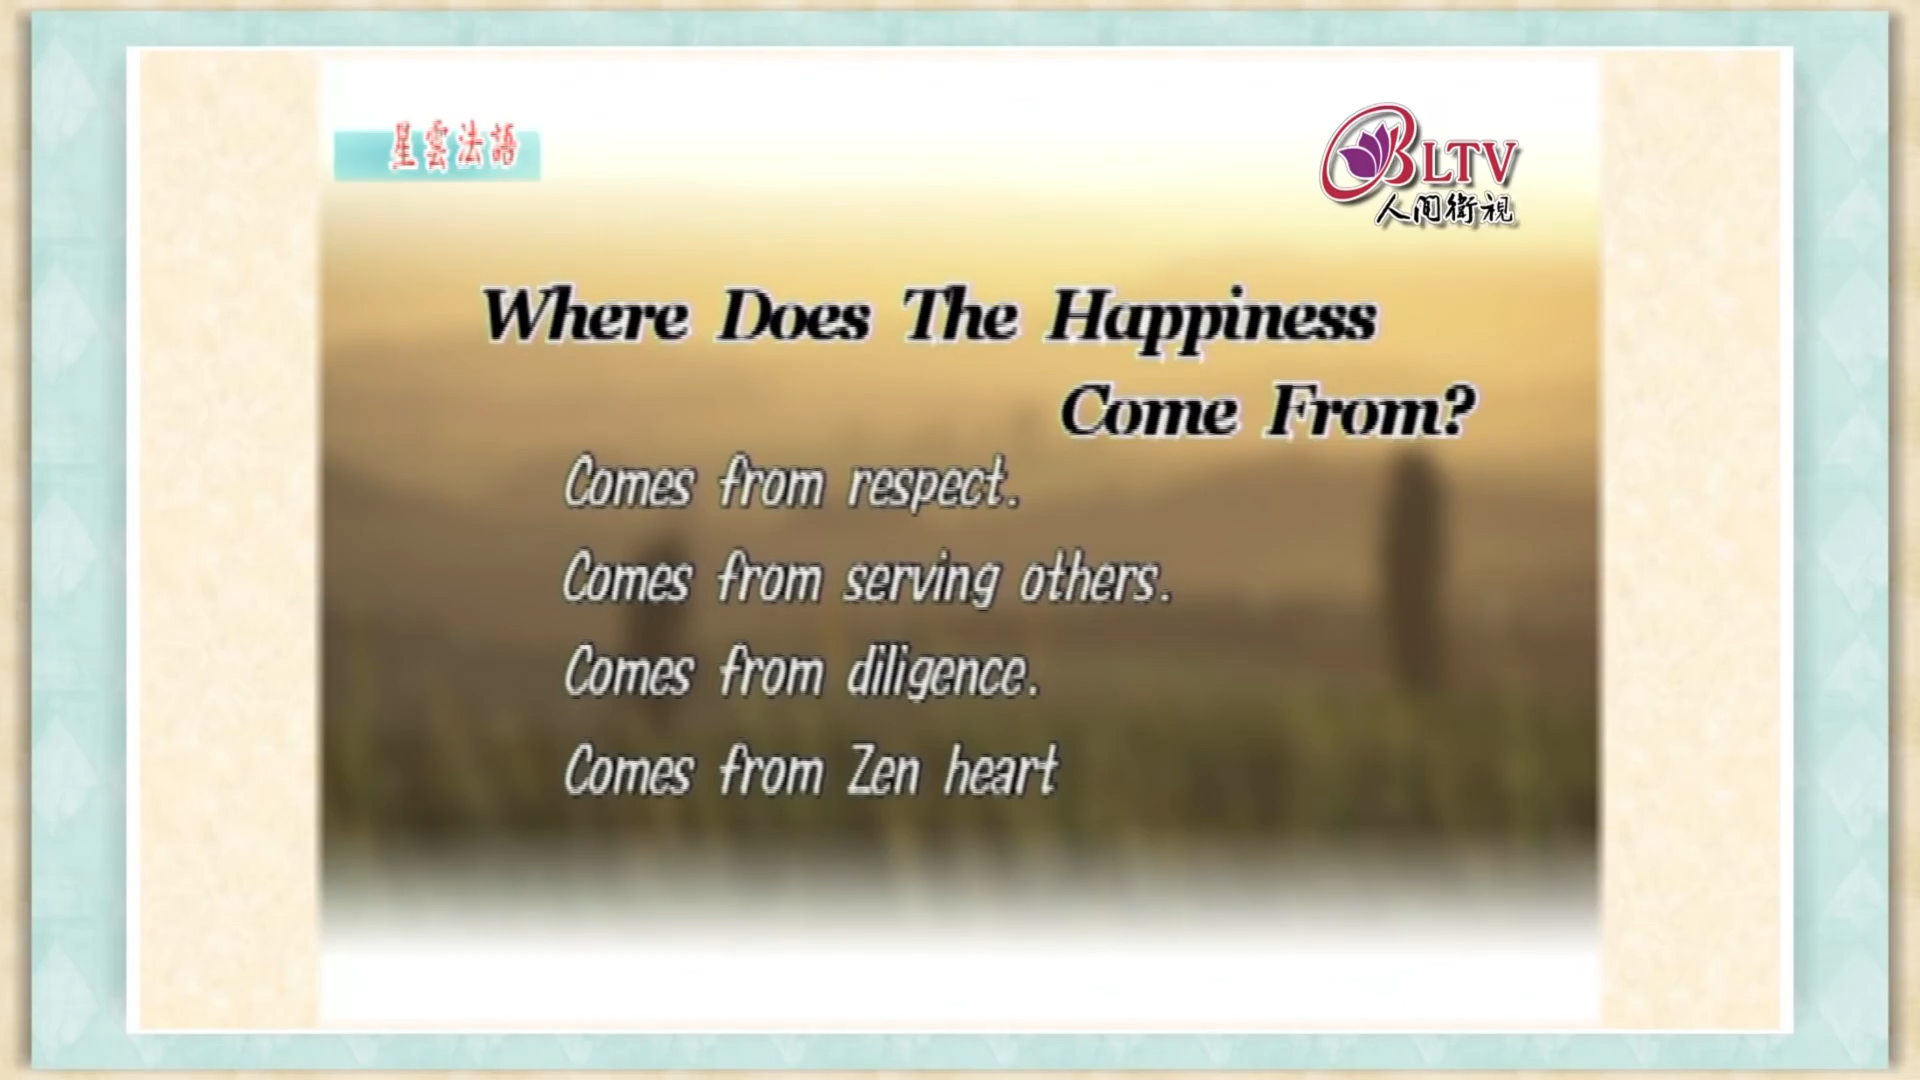 星雲法語
BLTV
人間衛視
Where Does The Happiness
Come From?
Comes from respect.
Comes from serving others.
Comes from diligence.
Comes from Zen heart